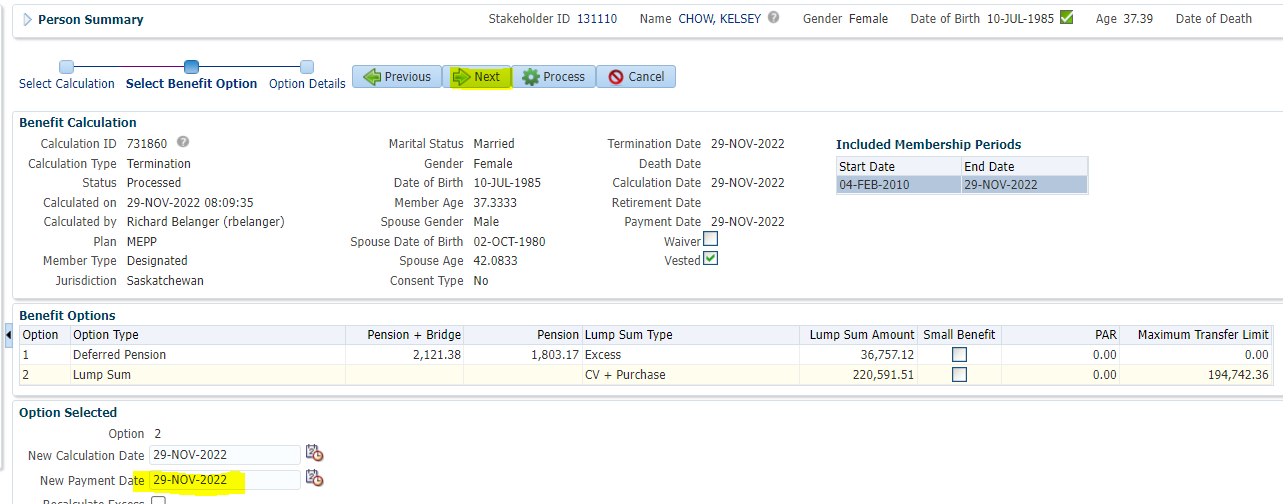 Person Summary Stakeholder ID 131110 Name CHOW, KELSEY Gender Female Date of Birth 10-JUL-1985 Age 37.39 Date of Death
Select Calculation Select Benefit Option Option Details Previous Next Process Cancel
Benefit Calculation
Calculation ID 731860 Marital Status Married Termination Date 29-NOV-2022 Included Membership Periods
Calculation Type Termination Gender Female Death Date Start Date End Date
Status Processed Date of Birth 10-JUL-1985 Calculation Date 29-NOV-2022 04-FEB-2010 29-NOV-2022
Calculated on 29-NOV-2022 08:09:35 Member Age 37.3333 Retirement Date
Calculated by Richard Belanger (rbelanger) Spouse Gender Male Payment Date 29-NOV-2022
Plan MEPP Spouse Date of Birth 02-OCT-1980 Waiver
Member Type Designated Spouse Age 42.0833 Vested
Jurisdiction Saskatchewan Consent Type No
Benefit Options
Option Option Type Pension + Bridge Pension Lump Sum Type Lump Sum Amount Small Benefit PAR Maximum Transfer Limit
1 Deferred Pension 2,121.38 1,803.17 Excess 36,757.12 0.00 0.00
2 Lump Sum CV + Purchase 220,591.51 0.00 194,742.36
Option Selected
Option 2
New Calculation Date 29-NOV-2022
New Payment Date 29-NOV-2022
Recalculate Excess